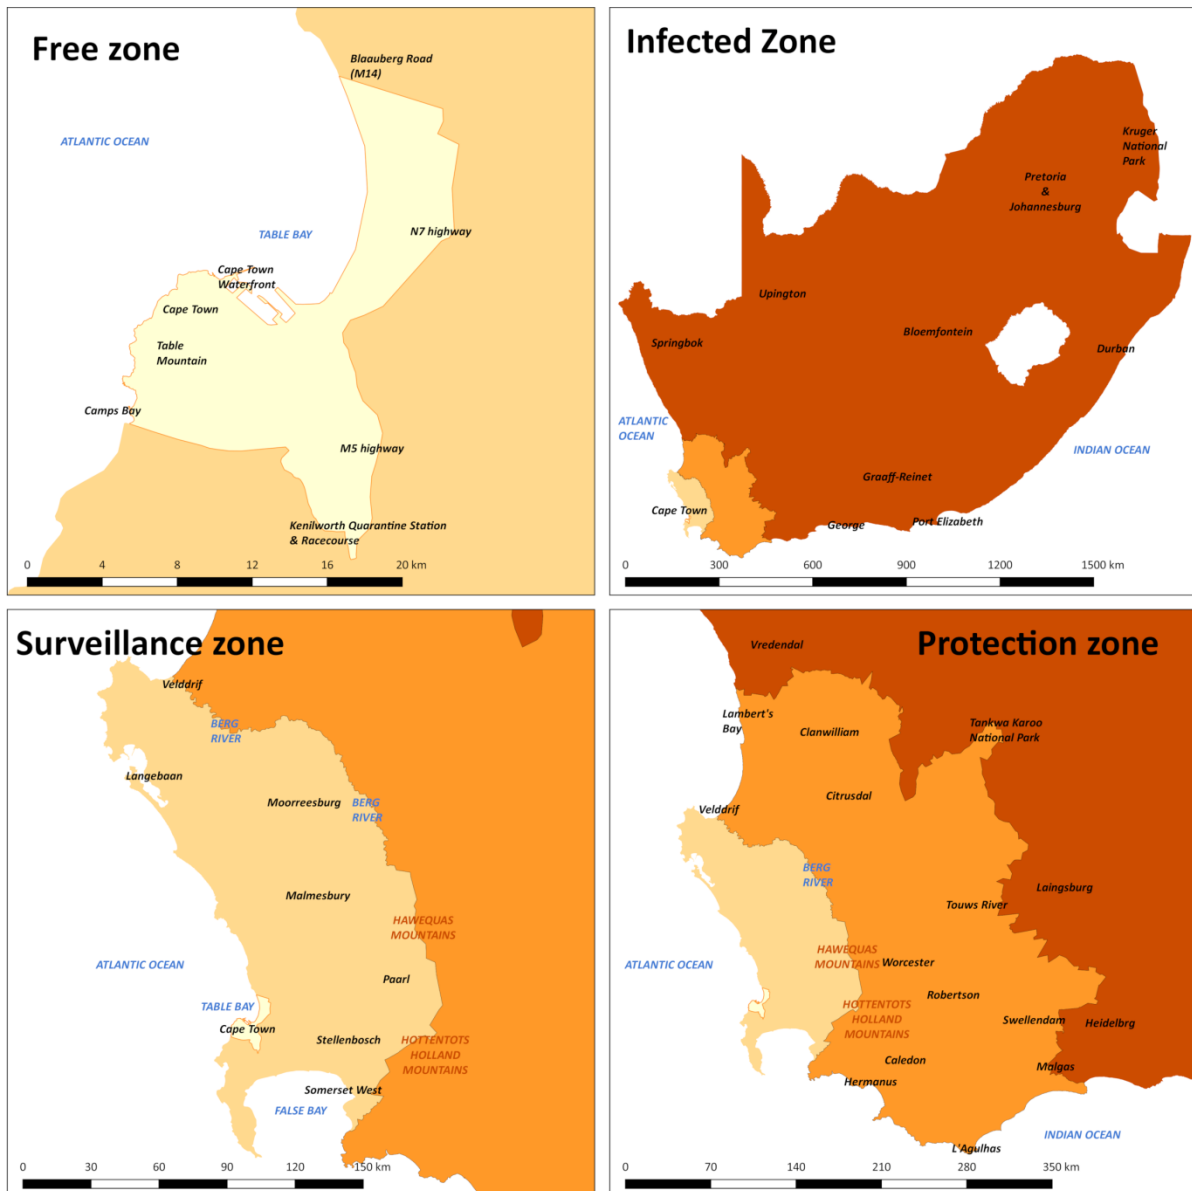 Free zone
Blaauberg Road
(M14)
ATLANTIC OCEAN
TABLE BAY
N7 highway
Cape Town
Waterfront
Cape Town
Table
Mountain
Camps Bay
M5 highway
Kenilworth Quarantine Station
& Racecourse
0 4 8 12 16 20 km
Infected Zone
Kruger
National
Park
Pretoria
&
Johannesburg
Upington
Bloemfontein
Springbok
Durban
ATLANTIC
OCEAN
INDIAN OCEAN
Graaff-Reinet
Cape Town
George
Port Elizabeth
0 300 600 900 1200 1500 km
Surveillance zone
Velddrif
BERG
RIVER
Langebaan
Moorreesburg
BERG
RIVER
Malmesbury
HAWEQUAS
MOUNTAINS
ATLANTIC OCEAN
Paarl
TABLE BAY
Cape Town
Stellenbosch
HOTTENTOTS
HOLLAND
MOUNTAINS
Somerset West
FALSE BAY
0 30 60 90 120 150 km
Protection zone
Vredendal
Lambert's
Bay
Clanwilliam
Tankwa Karoo
National Park
Citrusdal
Velddrif
BERG
RIVER
Laingsburg
Touws River
HAWEQUAS
MOUNTAINS
Worcester
ATLANTIC OCEAN
Robertson
HOTTENTOTS
HOLLAND
MOUNTAINS
Swellendam
Heidelbrg
Caledon
Malgas
Hermanus
INDIAN OCEAN
L'Agulhas
0 70 140 210 280 350 km